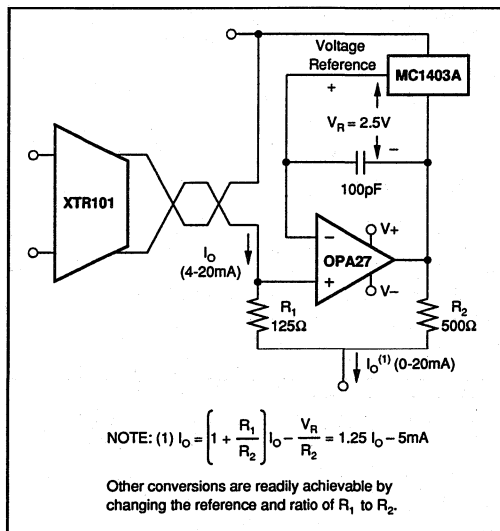 Voltage
Reference
MC1403A
+
V_R = 2.5V
−
100pF
XTR101
I_O
(4-20mA)
−
+
OPA27
V+
V−
R_1
125Ω
R_2
500Ω
I_O^(1) (0-20mA)
NOTE: (1) I_O = (1 + R_1/R_2) I_O − V_R/R_2 = 1.25 I_O − 5mA
Other conversions are readily achievable by
changing the reference and ratio of R_1 to R_2.